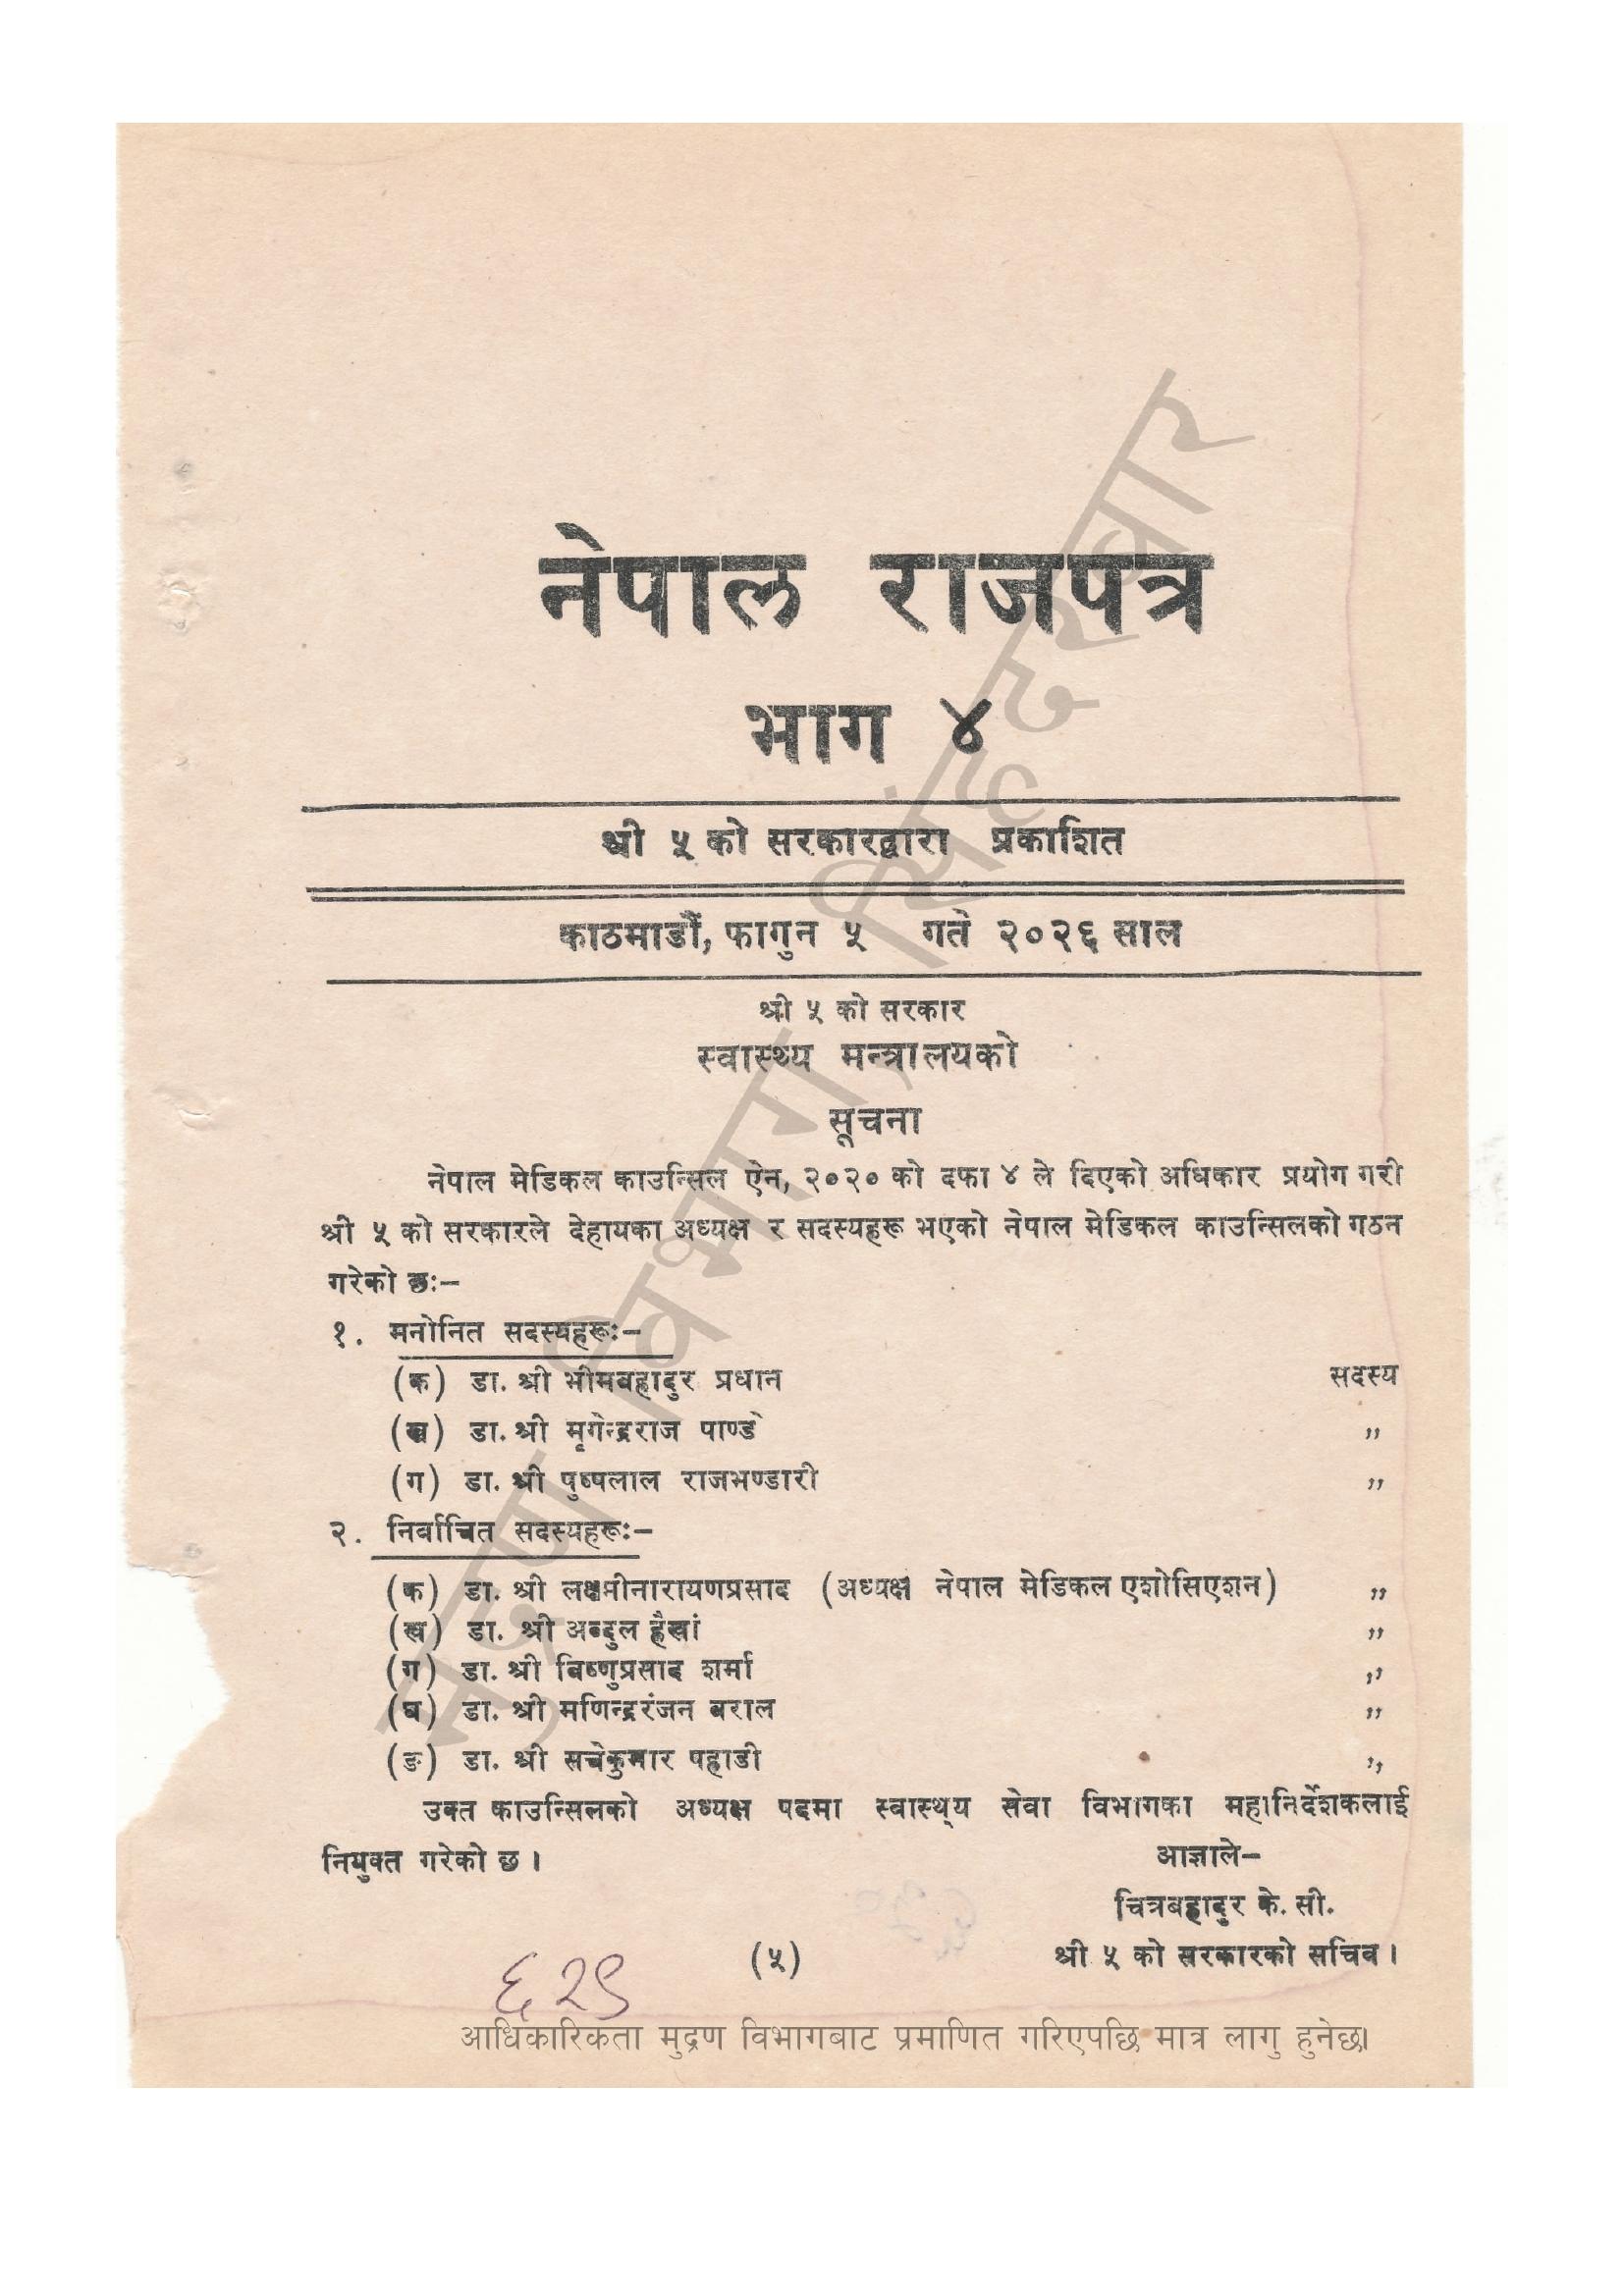 नेपाल राजपत्र
भाग ४
श्री ५ को सरकारद्वारा प्रकाशित
काठमाडौं, फागुन ५ गते २०२६ साल
श्री ५ को सरकार
स्वास्थ्य मन्त्रालयको
सूचना
नेपाल मेडिकल काउन्सिल ऐन, २०२० को दफा ४ ले दिएको अधिकार प्रयोग गरी
श्री ५ को सरकारले देहायका अध्यक्ष र सदस्यहरू भएको नेपाल मेडिकल काउन्सिलको गठन
गरेको छः–
१. मनोनित सदस्यहरूः–
(क) डा. श्री भीमबहादुर प्रधान सदस्य
(ख) डा. श्री मृगेन्द्रराज पाण्डे ,,
(ग) डा. श्री पुष्पलाल राजभण्डारी ,,
२. निर्वाचित सदस्यहरूः–
(क) डा. श्री लक्ष्मीनारायणप्रसाद (अध्यक्ष नेपाल मेडिकल एशोसिएशन) ,,
(ख) डा. श्री अब्दुल ,,
(ग) डा. श्री विष्णुप्रसाद शर्मा ,,
(घ) डा. श्री मणिन्द्ररंजन बराल ,,
(ङ) डा. श्री सचेकुमार पहाडी ,,
उक्त काउन्सिलको अध्यक्ष पदमा स्वास्थ्य सेवा विभागका महानिर्देशकलाई
नियुक्त गरेको छ ।
आज्ञाले–
चित्रबहादुर के. सी.
श्री ५ को सरकारको सचिव ।
(५)
६२९
मुद्रण विभाग, सिंहदरबार
आधिकारिकता मुद्रण विभागबाट प्रमाणित गरिएपछि मात्र लागु हुनेछ।